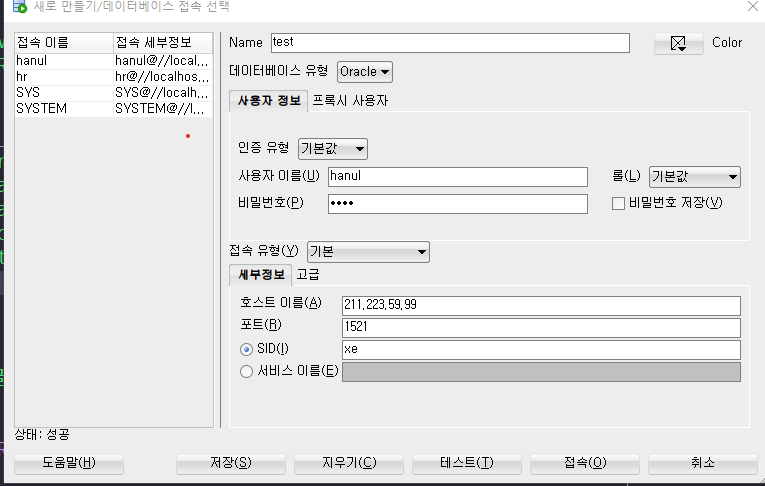 새로 만들기/데이터베이스 접속 선택
접속 이름 접속 세부정보
hanul hanul@//local...
hr hr@//localhos...
SYS SYS@//localh...
SYSTEM SYSTEM@//l...
Name test Color
데이터베이스 유형 Oracle
사용자 정보 프록시 사용자
인증 유형 기본값
사용자 이름(U) hanul 롤(L) 기본값
비밀번호(P) •••• 비밀번호 저장(V)
접속 유형(Y) 기본
세부정보 고급
호스트 이름(A) 211,223,59,99
포트(R) 1521
SID(I) xe
서비스 이름(E)
상태: 성공
도움말(H) 저장(S) 지우기(C) 테스트(T) 접속(O) 취소